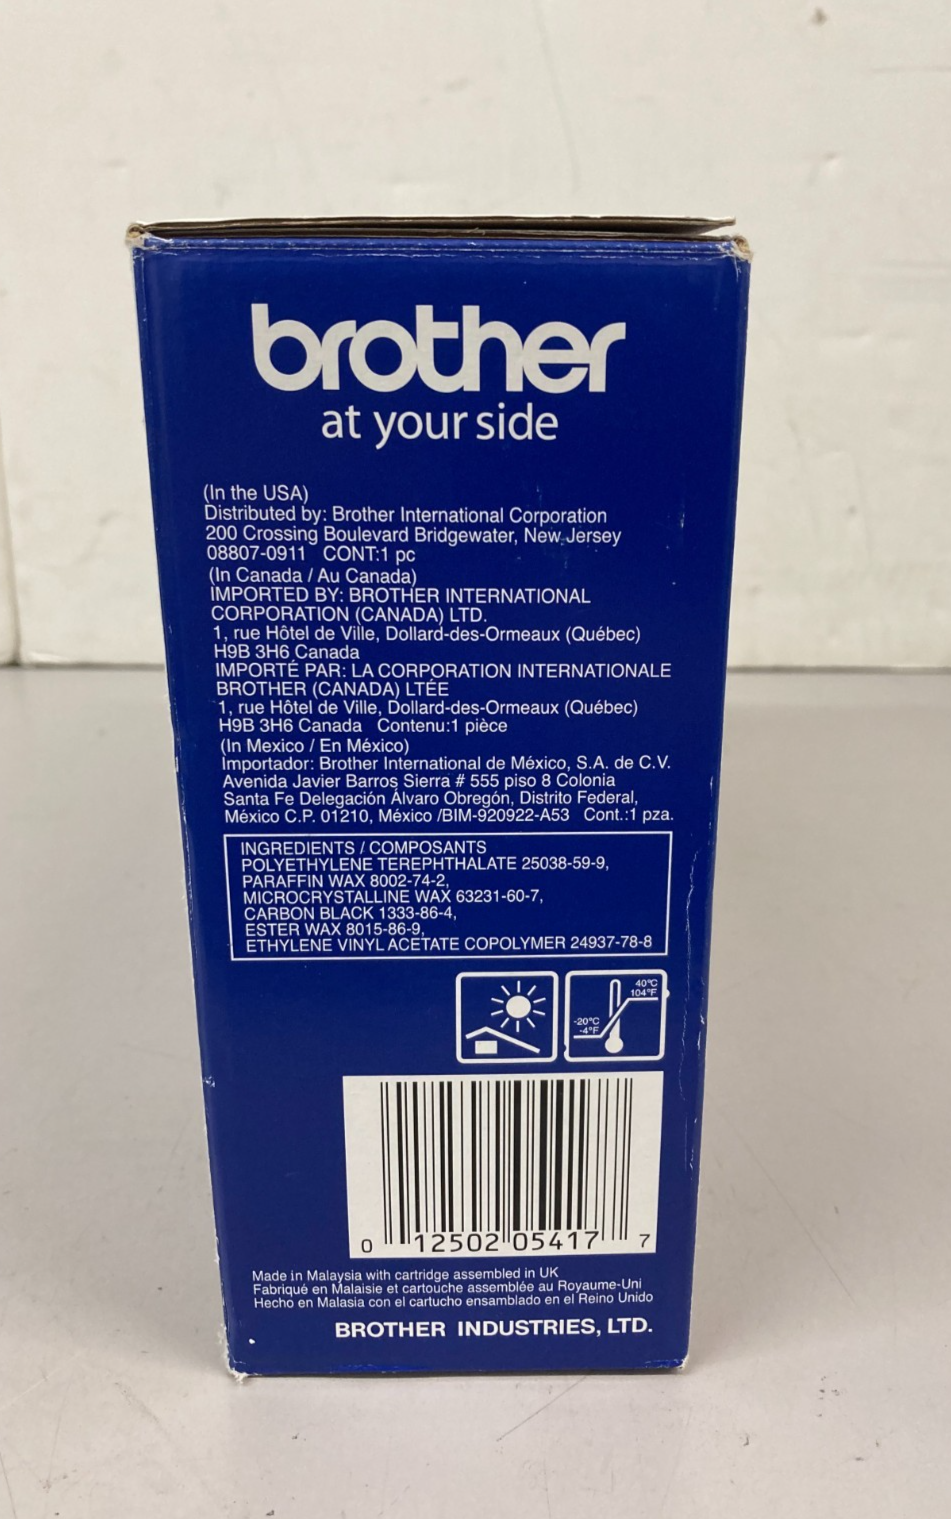 brother
at your side
(In the USA)
Distributed by: Brother International Corporation
200 Crossing Boulevard Bridgewater, New Jersey
08807-0911 CONT:1 pc
(In Canada / Au Canada)
IMPORTED BY: BROTHER INTERNATIONAL
CORPORATION (CANADA) LTD.
1, rue Hôtel de Ville, Dollard-des-Ormeaux (Québec)
H9B 3H6 Canada
IMPORTÉ PAR: LA CORPORATION INTERNATIONALE
BROTHER (CANADA) LTÉE
1, rue Hôtel de Ville, Dollard-des-Ormeaux (Québec)
H9B 3H6 Canada Contenu:1 pièce
(In Mexico / En México)
Importador: Brother International de México, S.A. de C.V.
Avenida Javier Barros Sierra # 555 piso 8 Colonia
Santa Fe Delegación Álvaro Obregón, Distrito Federal,
México C.P. 01210, México /BIM-920922-A53 Cont.:1 pza.
INGREDIENTS / COMPOSANTS
POLYETHYLENE TEREPHTHALATE 25038-59-9,
PARAFFIN WAX 8002-74-2,
MICROCRYSTALLINE WAX 63231-60-7,
CARBON BLACK 1333-86-4,
ESTER WAX 8015-86-9,
ETHYLENE VINYL ACETATE COPOLYMER 24937-78-8
40°C
104°F
-20°C
-4°F
0 12502 05417 7
Made in Malaysia with cartridge assembled in UK
Fabriqué en Malaisie et cartouche assemblée au Royaume-Uni
Hecho en Malasia con el cartucho ensamblado en el Reino Unido
BROTHER INDUSTRIES, LTD.